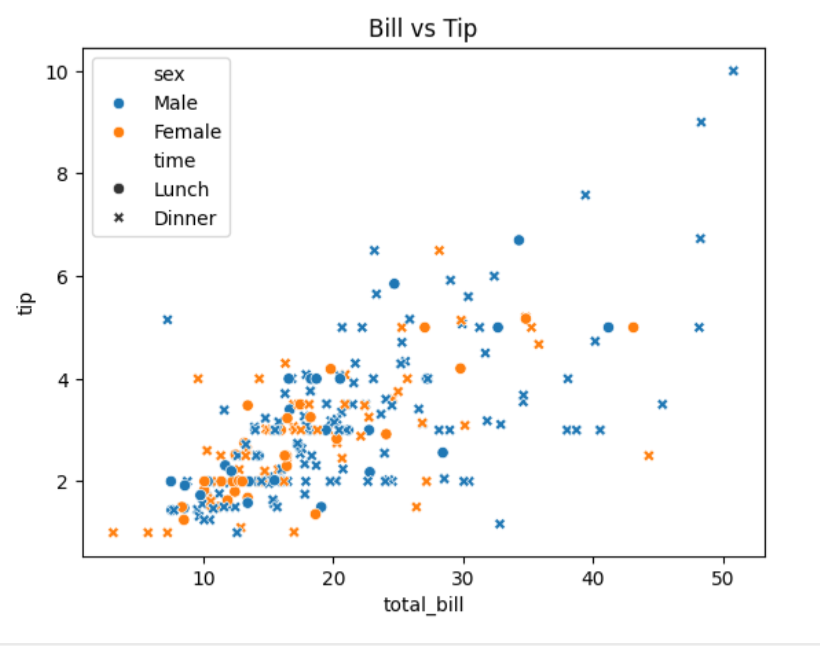 Bill vs Tip
sex
Male
Female
time
Lunch
Dinner
10
8
6
4
2
tip
10
20
30
40
50
total_bill